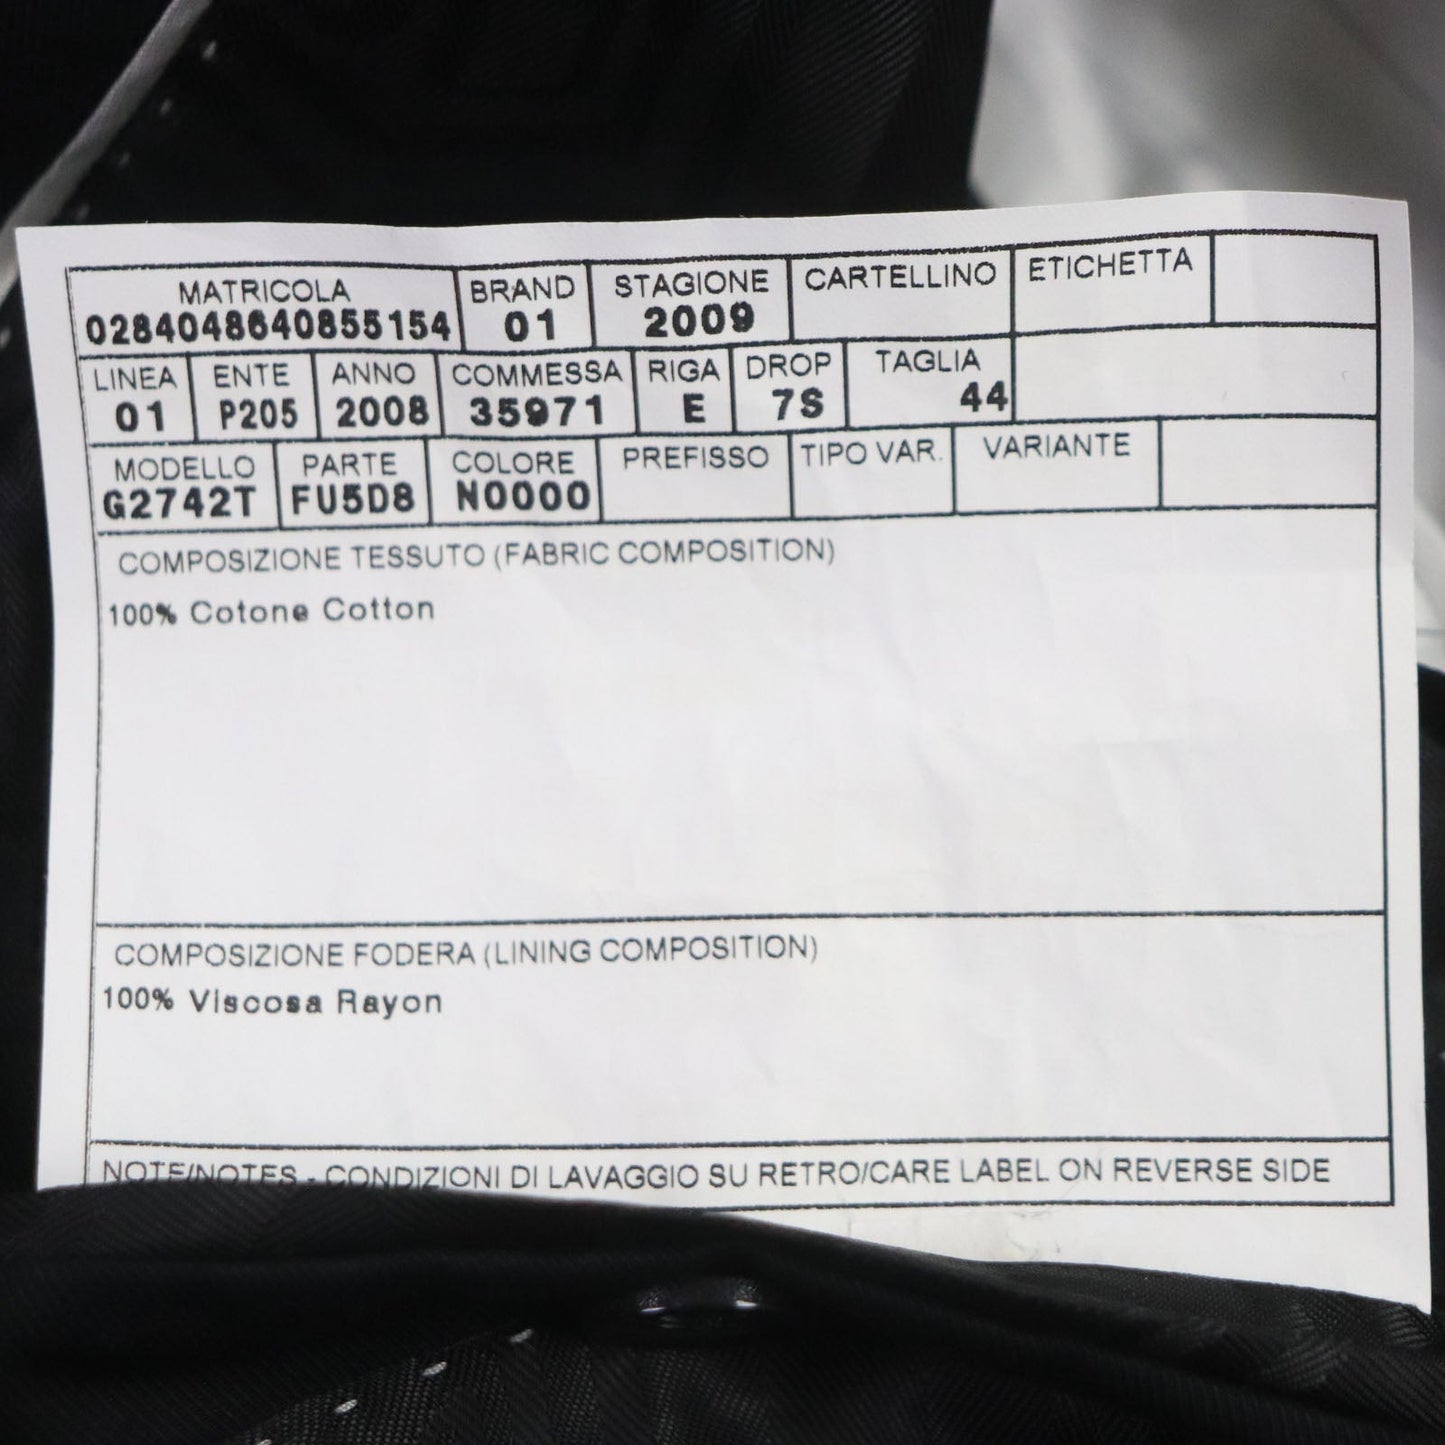 MATRICOLA BRAND STAGIONE CARTELLINO ETICHETTA
0284048640855154 01 2009
LINEA ENTE ANNO COMMESSA RIGA DROP TAGLIA
01 P205 2008 35971 E 7S 44
MODELLO PARTE COLORE PREFISSO TIPO VAR. VARIANTE
G2742T FU5D8 N0000
COMPOSIZIONE TESSUTO (FABRIC COMPOSITION)
100% Cotone Cotton
COMPOSIZIONE FODERA (LINING COMPOSITION)
100% Viscosa Rayon
NOTE/NOTES - CONDIZIONI DI LAVAGGIO SU RETRO/CARE LABEL ON REVERSE SIDE